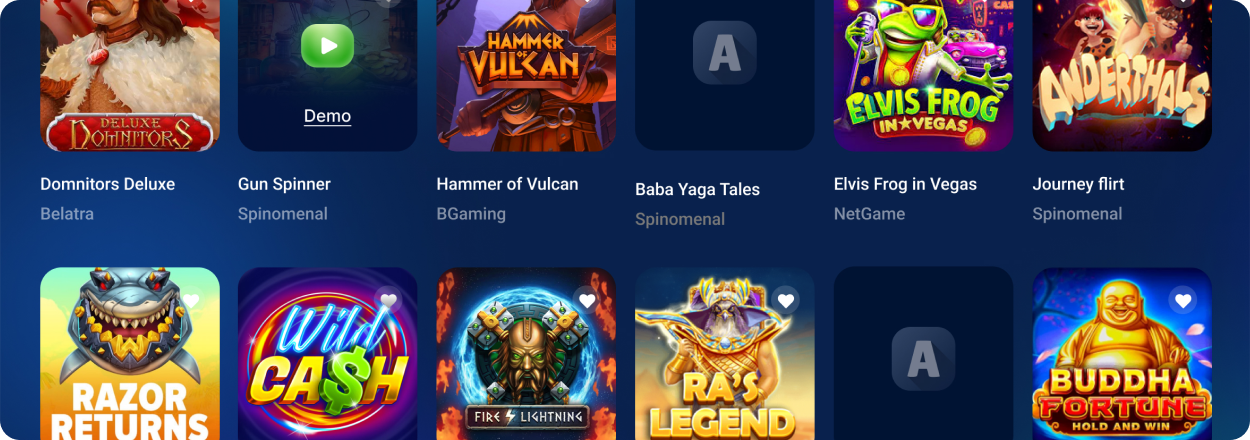 DELUXE
DOMNITORS
Demo
HAMMER
OF
VULCAN
A
ELVIS FROG
IN★VEGAS
ANDERTHALS
Domnitors Deluxe
Gun Spinner
Hammer of Vulcan
Baba Yaga Tales
Elvis Frog in Vegas
Journey flirt
Belatra
Spinomenal
BGaming
Spinomenal
NetGame
Spinomenal
RAZOR
RETURNS
Wild
CA$H
FIRE LIGHTNING
RA'S
LEGEND
A
BUDDHA
FORTUNE
HOLD AND WIN